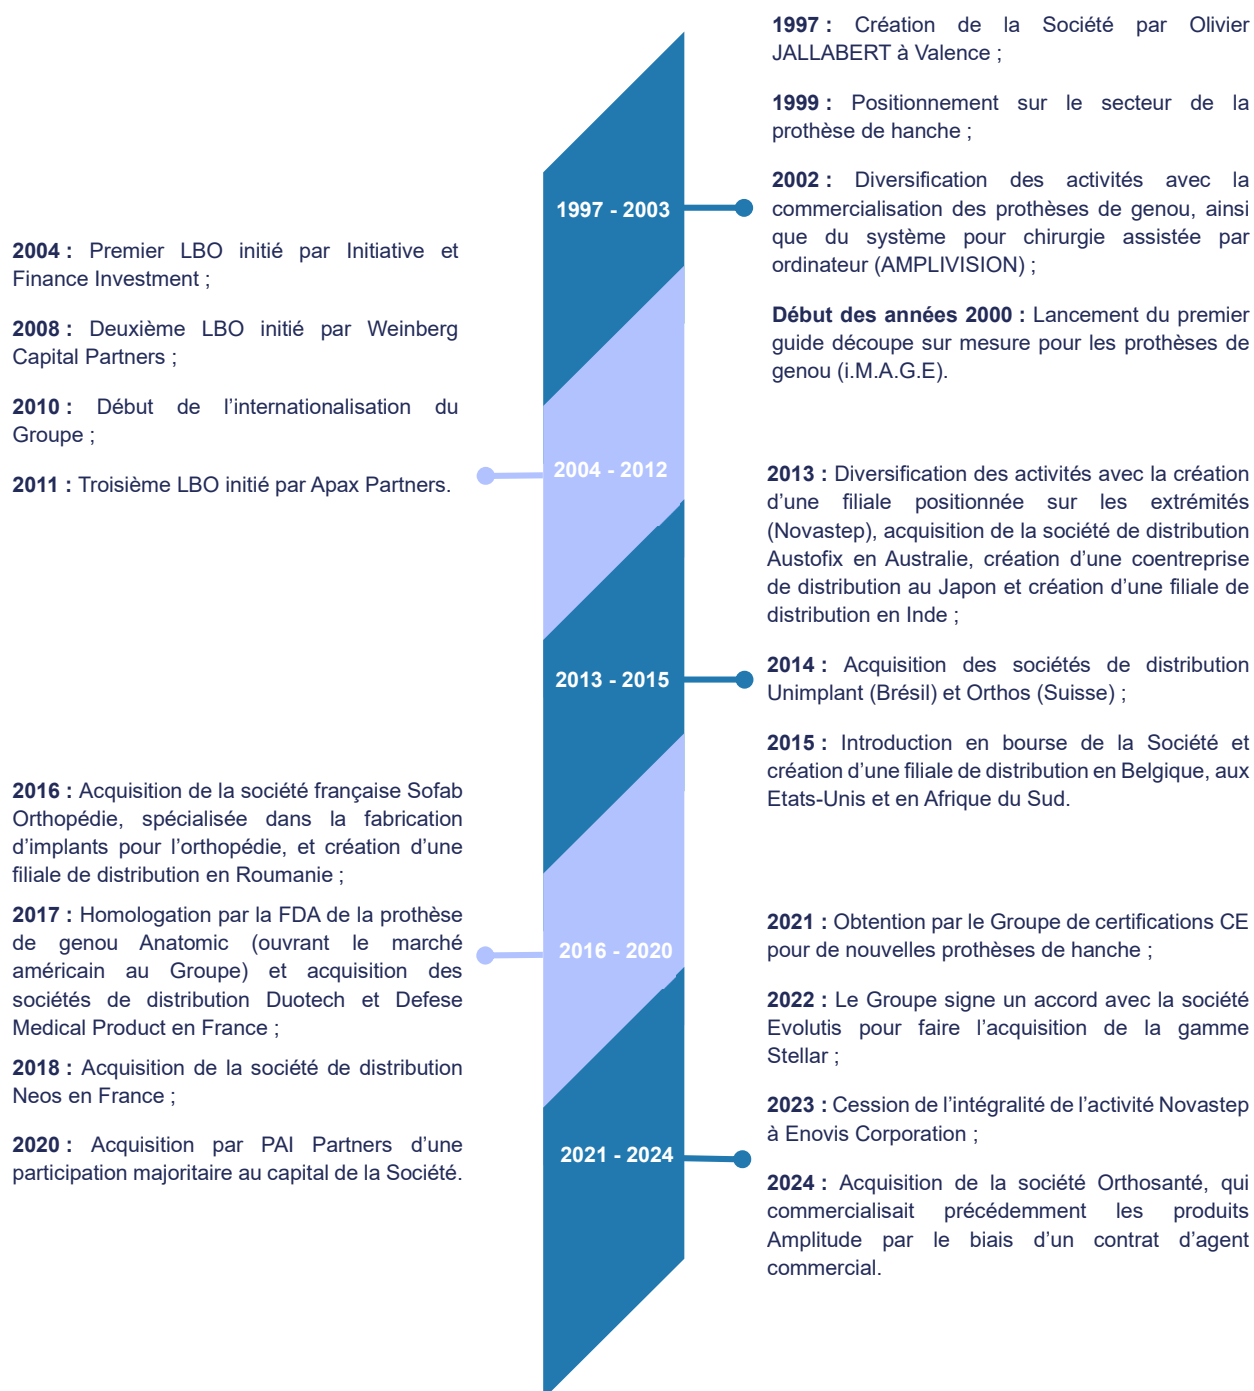 1997 : Création de la Société par Olivier
JALLABERT à Valence ;
1999 : Positionnement sur le secteur de la
prothèse de hanche ;
2002 : Diversification des activités avec la
commercialisation des prothèses de genou, ainsi
que du système pour chirurgie assistée par
ordinateur (AMPLIVISION) ;
Début des années 2000 : Lancement du premier
guide découpe sur mesure pour les prothèses de
genou (i.M.A.G.E).
1997 - 2003
2004 : Premier LBO initié par Initiative et
Finance Investment ;
2008 : Deuxième LBO initié par Weinberg
Capital Partners ;
2010 : Début de l’internationalisation du
Groupe ;
2011 : Troisième LBO initié par Apax Partners.
2004 - 2012
2013 : Diversification des activités avec la création
d’une filiale positionnée sur les extrémités
(Novastep), acquisition de la société de distribution
Austofix en Australie, création d’une coentreprise
de distribution au Japon et création d’une filiale de
distribution en Inde ;
2014 : Acquisition des sociétés de distribution
Unimplant (Brésil) et Orthos (Suisse) ;
2015 : Introduction en bourse de la Société et
création d’une filiale de distribution en Belgique, aux
Etats-Unis et en Afrique du Sud.
2013 - 2015
2016 : Acquisition de la société française Sofab
Orthopédie, spécialisée dans la fabrication
d’implants pour l’orthopédie, et création d’une
filiale de distribution en Roumanie ;
2017 : Homologation par la FDA de la prothèse
de genou Anatomic (ouvrant le marché
américain au Groupe) et acquisition des
sociétés de distribution Duotech et Defese
Medical Product en France ;
2018 : Acquisition de la société de distribution
Neos en France ;
2020 : Acquisition par PAI Partners d’une
participation majoritaire au capital de la Société.
2016 - 2020
2021 : Obtention par le Groupe de certifications CE
pour de nouvelles prothèses de hanche ;
2022 : Le Groupe signe un accord avec la société
Evolutis pour faire l’acquisition de la gamme
Stellar ;
2023 : Cession de l’intégralité de l’activité Novastep
à Enovis Corporation ;
2024 : Acquisition de la société Orthosanté, qui
commercialisait précédemment les produits
Amplitude par le biais d’un contrat d’agent
commercial.
2021 - 2024